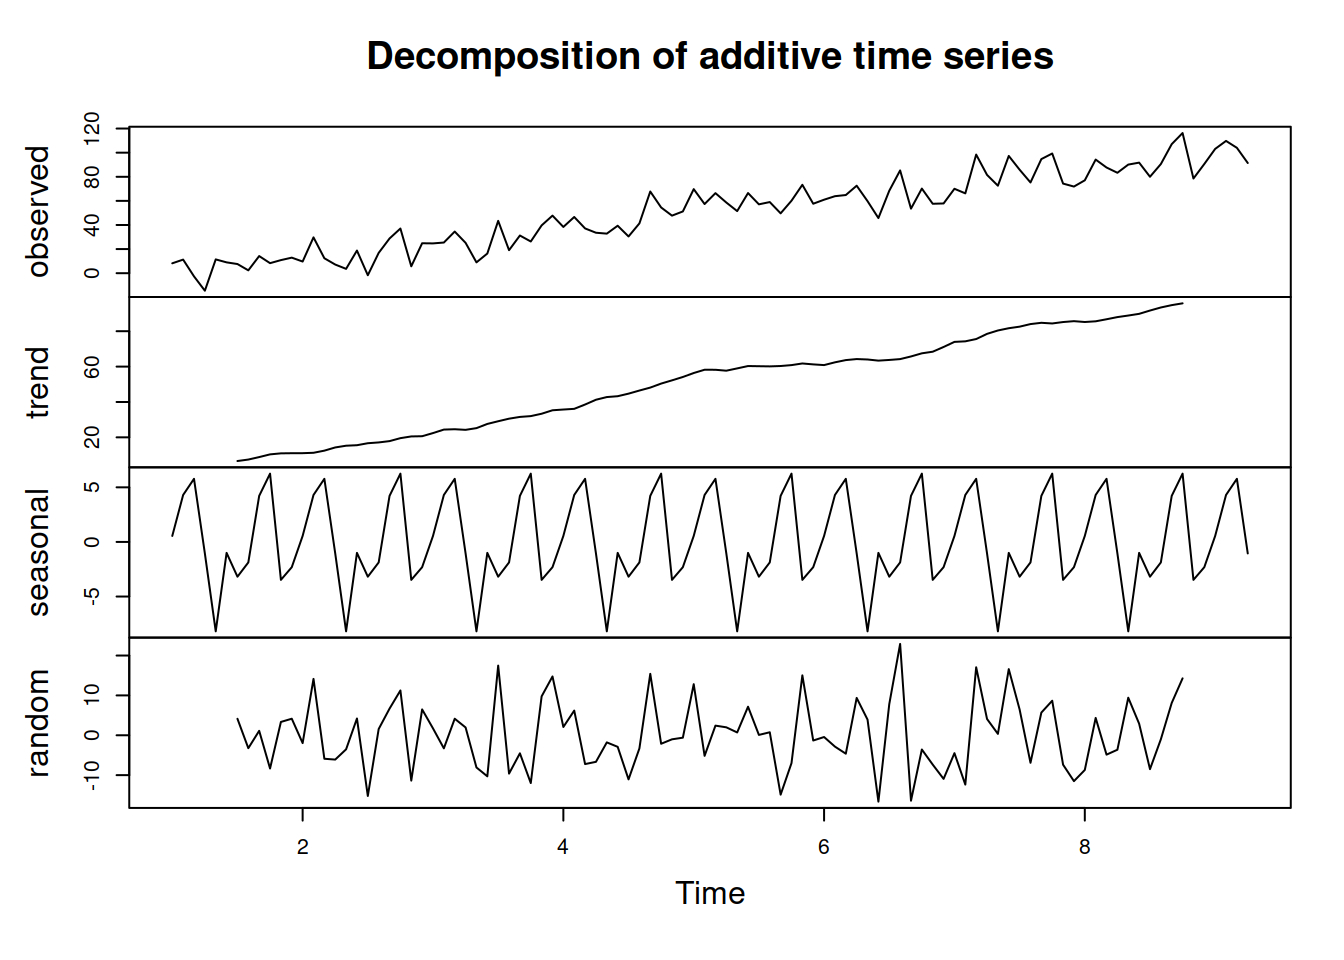 Decomposition of additive time series
observed
0 40 80 120
trend
20 60
seasonal
-5 0 5
random
-10 0 10
2 4 6 8
Time